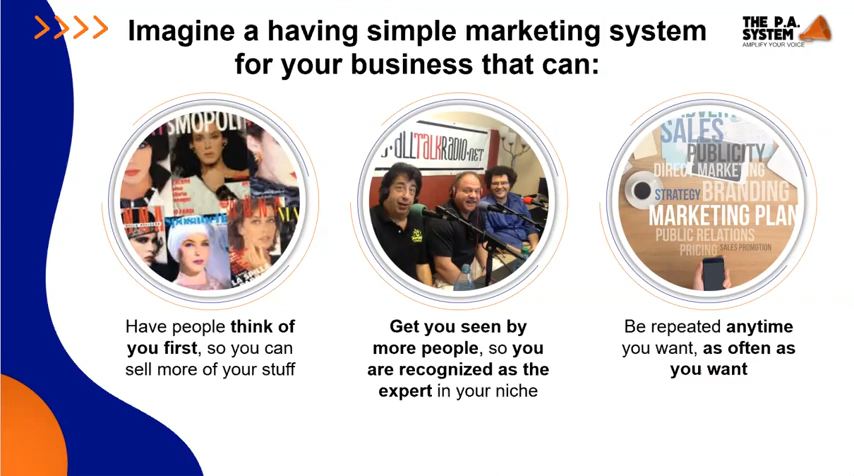 Imagine a having simple marketing system
for your business that can:
THE P.A.
SYSTEM
AMPLIFY YOUR VOICE
SMOPOLI
ALLTALKRADIO.NET
SALES
PUBLICITY
DIRECT MARKETING
STRATEGY BRANDING
MARKETING PLAN
PUBLIC RELATIONS
PRICING SALES PROMOTION
Have people think of
you first, so you can
sell more of your stuff
Get you seen by
more people, so you
are recognized as the
expert in your niche
Be repeated anytime
you want, as often as
you want